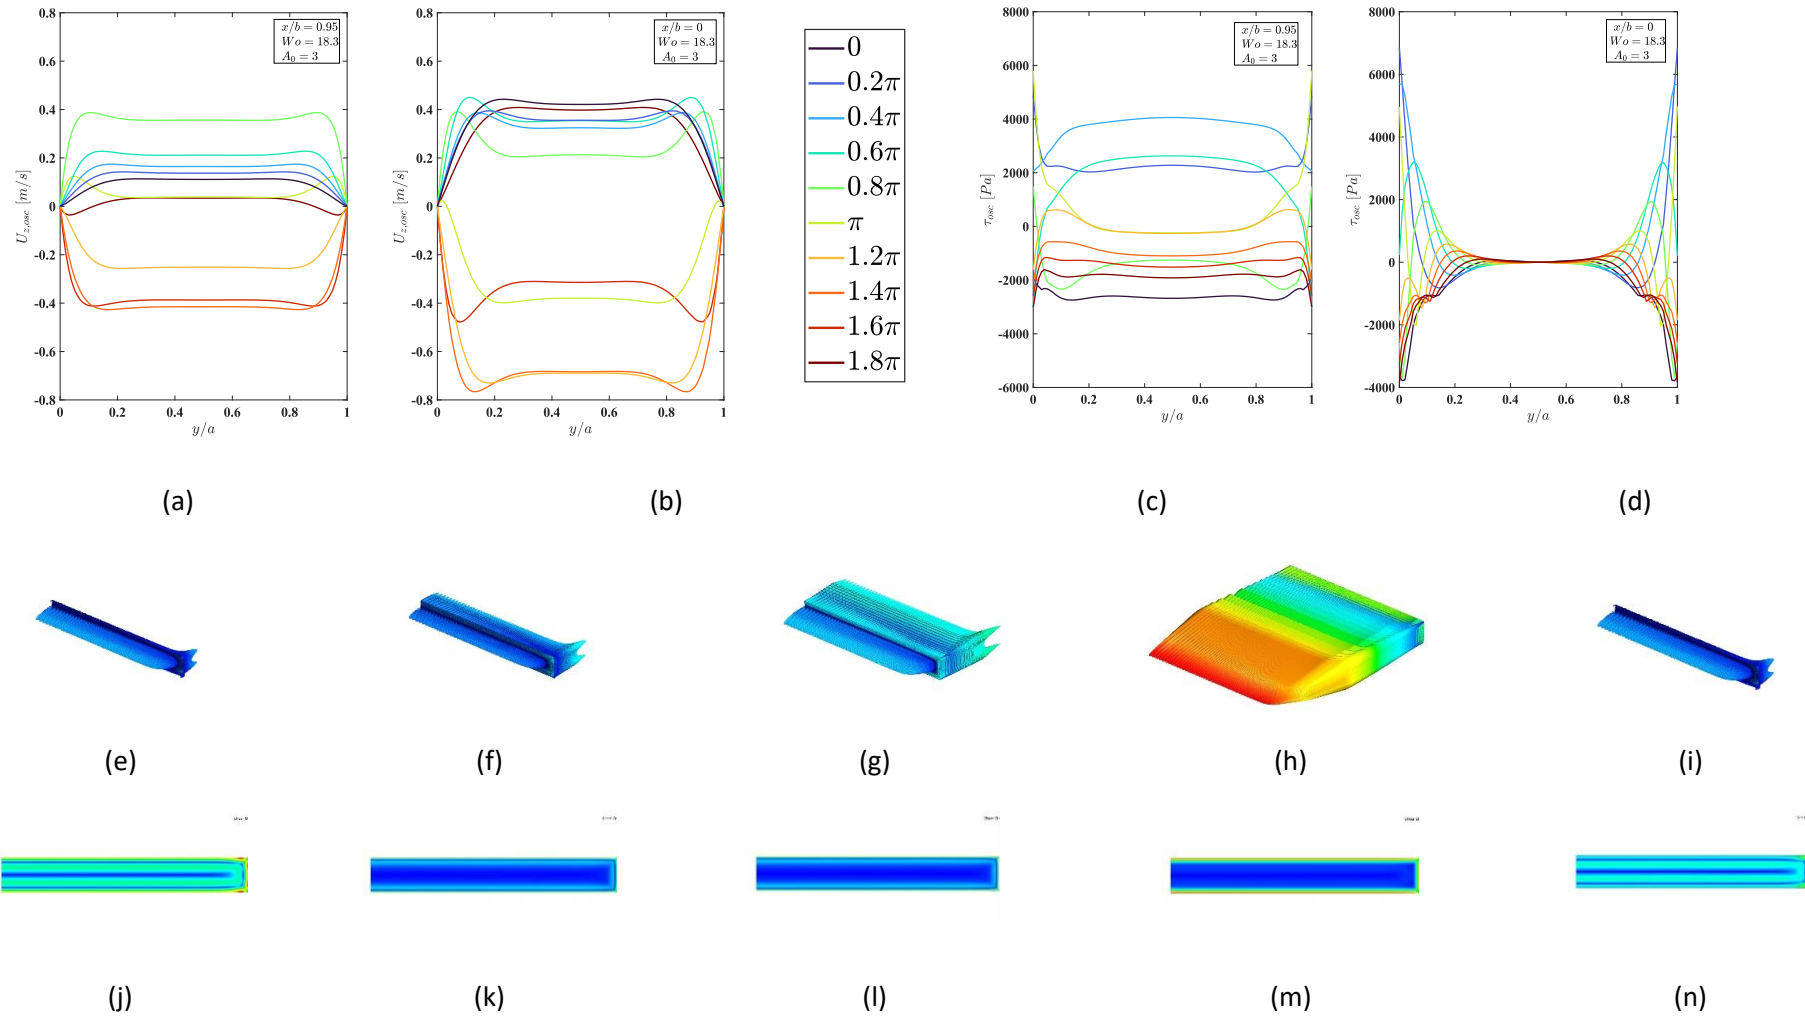 0.8
0.6
0.4
0.2
0
-0.2
-0.4
-0.6
-0.8
0 0.2 0.4 0.6 0.8 1
U_{z,osc} [m/s]
y/a
x/b = 0.95
Wo = 18.3
A_0 = 3
(a)
0.8
0.6
0.4
0.2
0
-0.2
-0.4
-0.6
-0.8
0 0.2 0.4 0.6 0.8 1
U_{z,osc} [m/s]
y/a
x/b = 0
Wo = 18.3
A_0 = 3
(b)
0
0.2π
0.4π
0.6π
0.8π
π
1.2π
1.4π
1.6π
1.8π
8000
6000
4000
2000
0
-2000
-4000
-6000
0 0.2 0.4 0.6 0.8 1
τ_{osc} [Pa]
y/a
x/b = 0.95
Wo = 18.3
A_0 = 3
(c)
8000
6000
4000
2000
0
-2000
-4000
0 0.2 0.4 0.6 0.8 1
τ_{osc} [Pa]
y/a
x/b = 0
Wo = 18.3
A_0 = 3
(d)
(e)
(f)
(g)
(h)
(i)
(j)
(k)
(l)
(m)
(n)